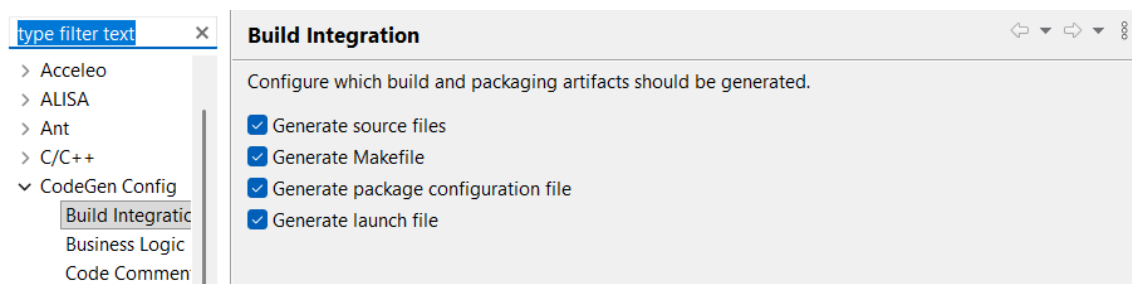 type filter text
Acceleo
ALISA
Ant
C/C++
CodeGen Config
Build Integratic
Business Logic
Code Commen
Build Integration
Configure which build and packaging artifacts should be generated.
Generate source files
Generate Makefile
Generate package configuration file
Generate launch file